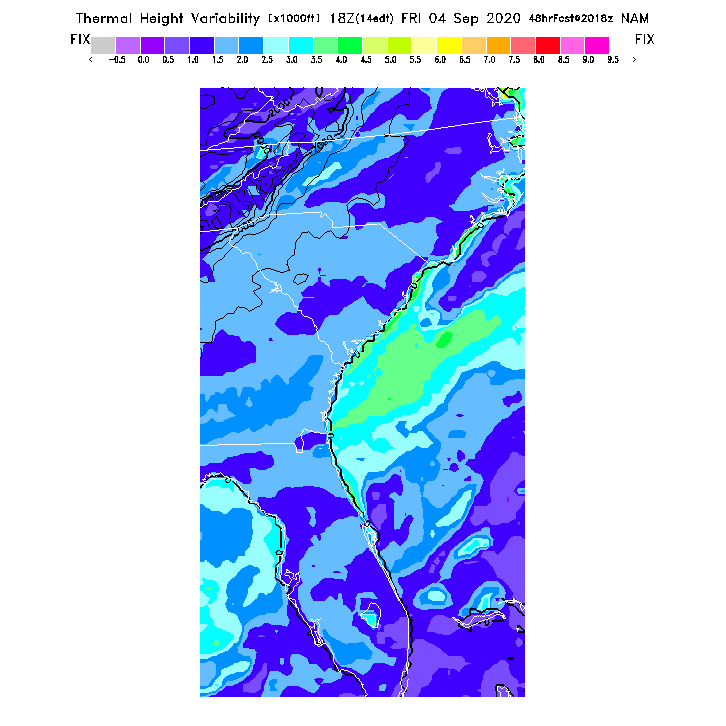 Thermal Height Variability [x1000ft] 18Z(14edt) FRI 04 Sep 2020 48hrFcst@2018z NAM
FIX FIX
< -0.5 0.0 0.5 1.0 1.5 2.0 2.5 3.0 3.5 4.0 4.5 5.0 5.5 6.0 6.5 7.0 7.5 8.0 8.5 9.0 9.5 >
2000